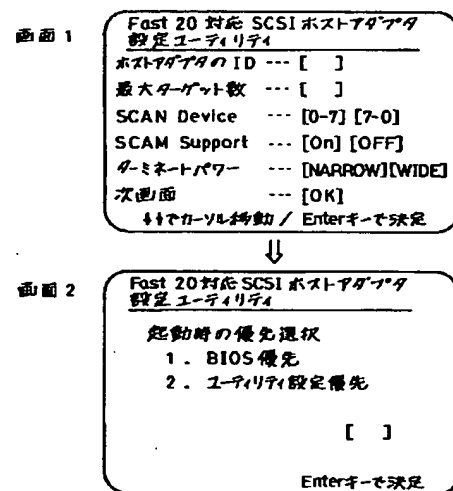 画面1
Fast 20 対応 SCSI ホストアダプタ
設定ユーティリティ
ホストアダプタの ID --- [ ]
最大ターゲット数 --- [ ]
SCAN Device --- [0-7] [7-0]
SCAM Support --- [On] [OFF]
ターミネートパワー --- [NARROW][WIDE]
次画面 --- [OK]
↓↓でカーソル移動 / Enterキーで決定
⇓
画面2
Fast 20 対応 SCSI ホストアダプタ
設定ユーティリティ
起動時の優先選択
1. BIOS優先
2. ユーティリティ設定優先
[ ]
Enterキーで決定